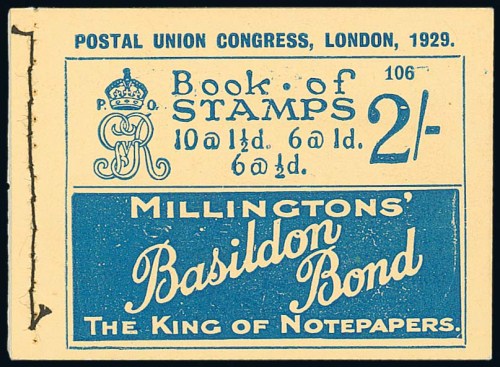 POSTAL UNION CONGRESS, LONDON, 1929.
106
P. O.
GRI
Book · of
STAMPS
10 @ 1½d. 6 @ 1d.
6 @ ½d.
2/-
MILLINGTONS'
Basildon
Bond
THE KING OF NOTEPAPERS.